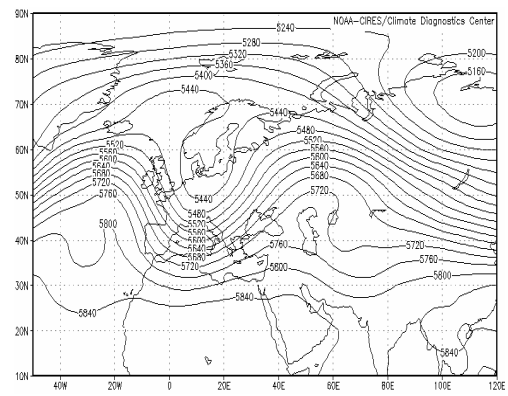 90N
NOAA-CIRES/Climate Diagnostics Center
5240
5280
5320
5360
5400
5440
5200
5160
80N
70N
5440
5480
5520
5560
5600
5640
5680
5720
60N
5520
5560
5600
5640
5680
5720
5760
50N
5440
5480
5520
5560
5600
5640
5680
5720
5800
40N
5760
5800
5720
5760
5800
30N
5840
5840
5840
20N
10N
40W
20W
0
20E
40E
60E
80E
100E
120E